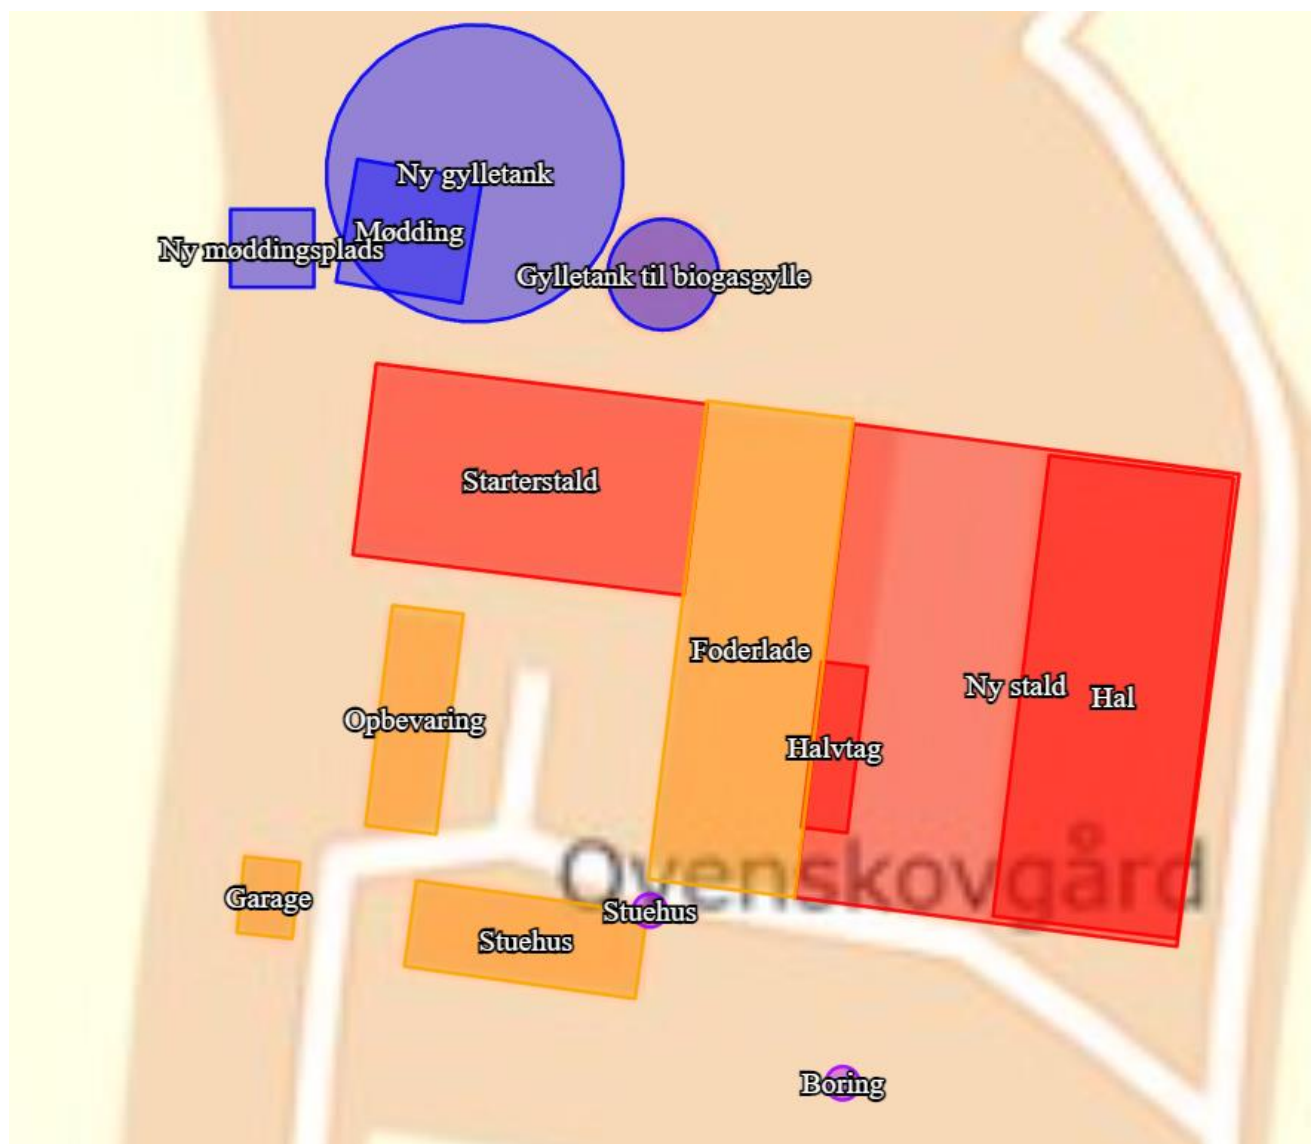 Ny gylletank
Mødding
Ny møddingsplads
Gylletank til biogasgylle
Starterstald
Foderlade
Ny stald
Hal
Opbevaring
Halvtag
Ovenskovgård
Garage
Stuehus
Stuehus
Boring